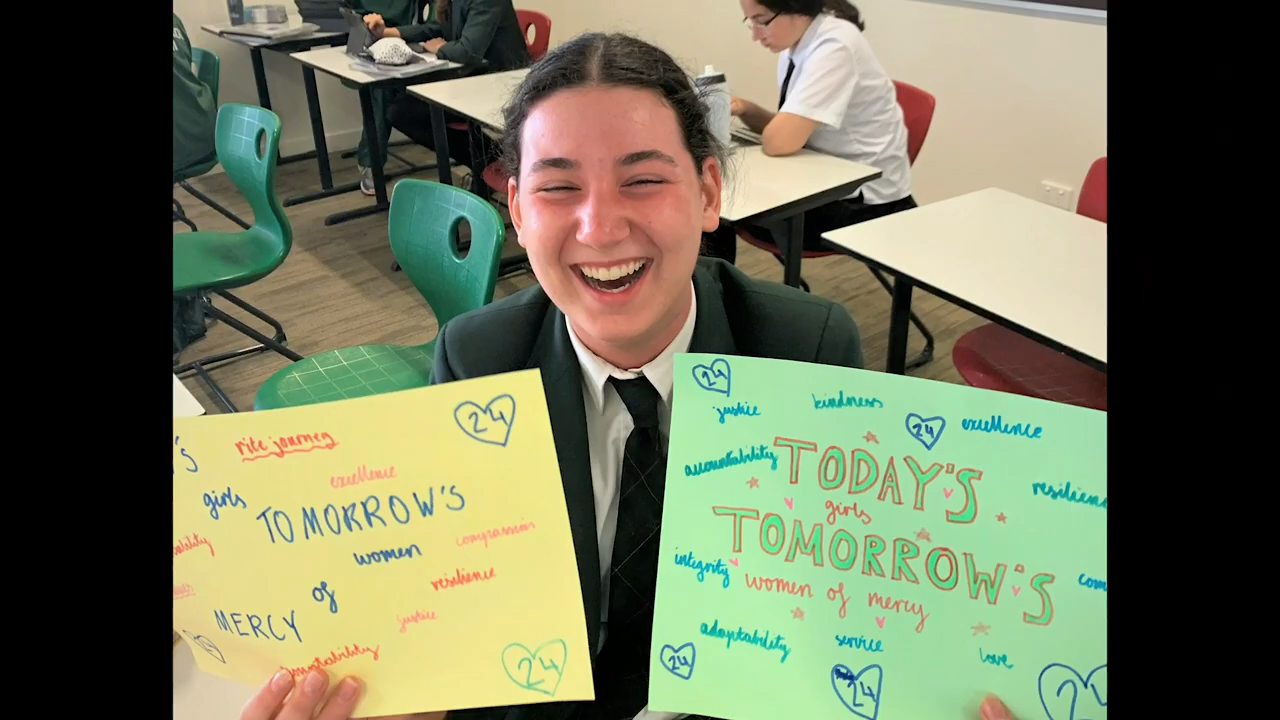 'S
rite journey
24
girls
excellence
TOMORROW'S
women
compassion
of
resilience
MERCY
justice
24
24
justice
kindness
24
excellence
accountability
TODAY'S
girls
TOMORROW'S
integrity
women of mercy
adaptability
service
love
24
24
24